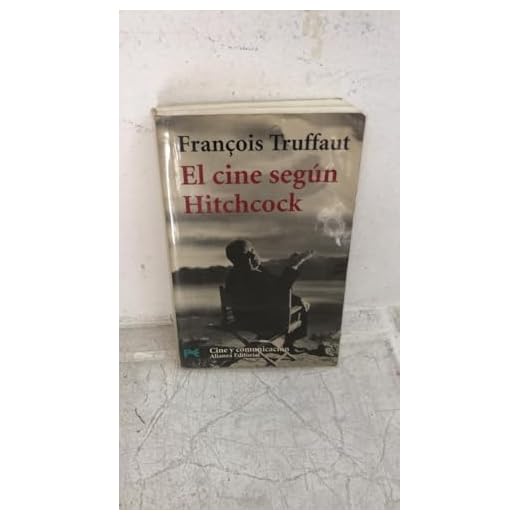 François Truffaut
El cine según
Hitchcock
Cine y comunicación
Alianza Editorial